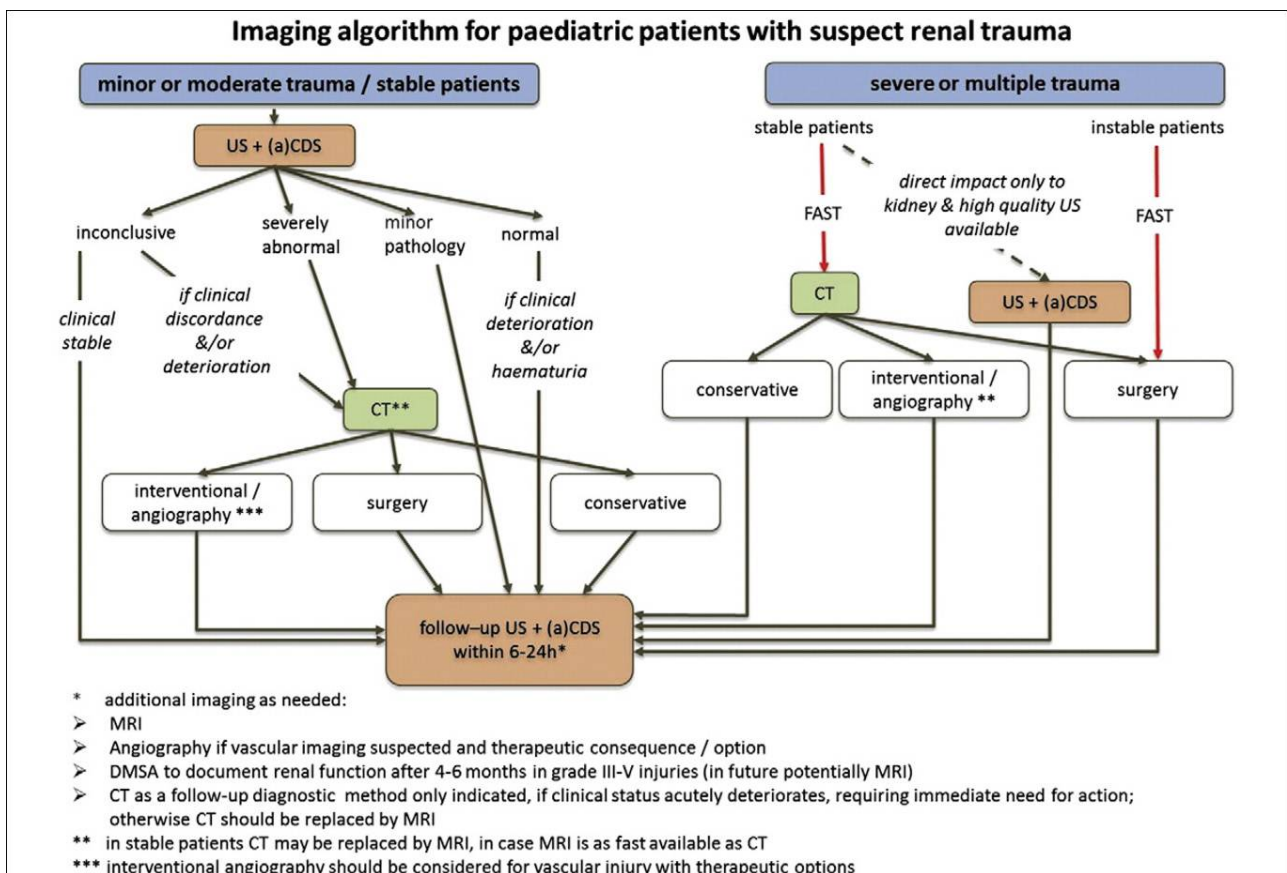 Imaging algorithm for paediatric patients with suspect renal trauma
minor or moderate trauma / stable patients
US + (a)CDS
inconclusive
severely
abnormal
minor
pathology
normal
clinical
stable
if clinical
discordance
&/or
deterioration
if clinical
deterioration
&/or
haematuria
CT**
interventional /
angiography ***
surgery
conservative
severe or multiple trauma
stable patients
instable patients
FAST
direct impact only to
kidney & high quality US
available
FAST
CT
US + (a)CDS
conservative
interventional /
angiography **
surgery
follow–up US + (a)CDS
within 6-24h*
* additional imaging as needed:
➢ MRI
➢ Angiography if vascular imaging suspected and therapeutic consequence / option
➢ DMSA to document renal function after 4-6 months in grade III-V injuries (in future potentially MRI)
➢ CT as a follow-up diagnostic method only indicated, if clinical status acutely deteriorates, requiring immediate need for action;
otherwise CT should be replaced by MRI
** in stable patients CT may be replaced by MRI, in case MRI is as fast available as CT
*** interventional angiography should be considered for vascular injury with therapeutic options